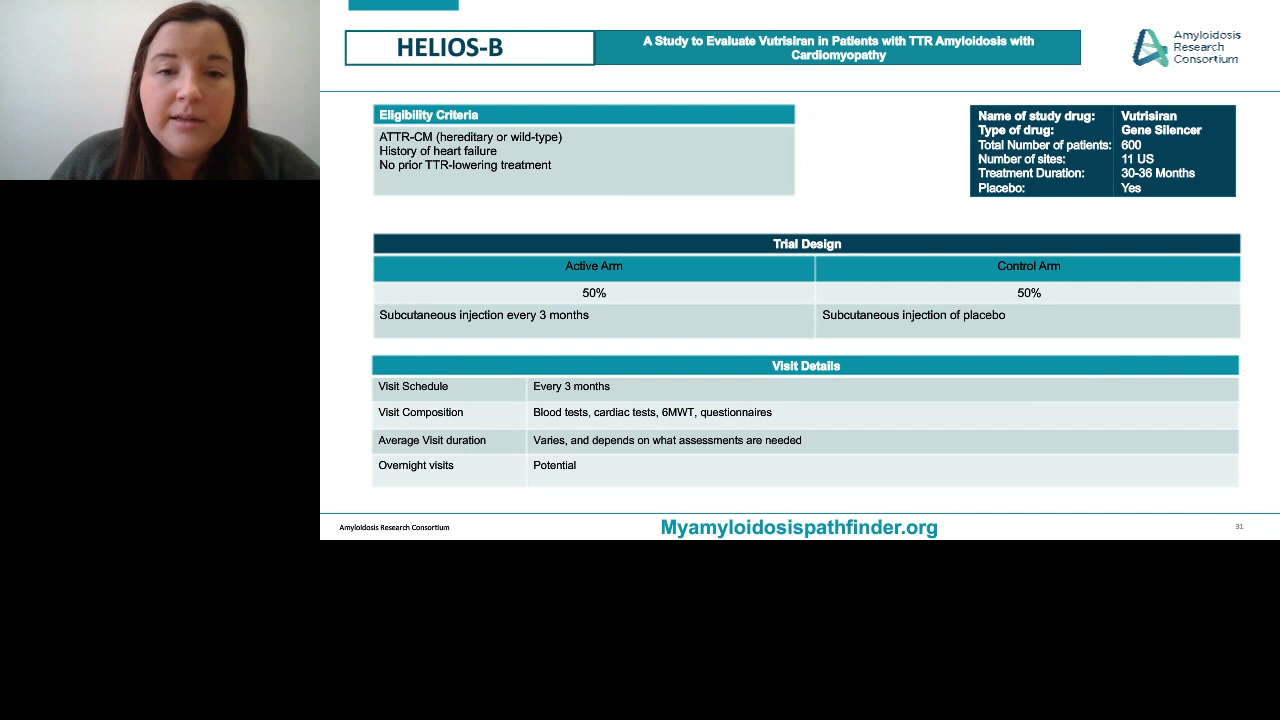 HELIOS-B
A Study to Evaluate Vutrisiran in Patients with TTR Amyloidosis with
Cardiomyopathy
Amyloidosis
Research
Consortium
Eligibility Criteria
ATTR-CM (hereditary or wild-type)
History of heart failure
No prior TTR-lowering treatment
Name of study drug: Vutrisiran
Type of drug: Gene Silencer
Total Number of patients: 600
Number of sites: 11 US
Treatment Duration: 30-36 Months
Placebo: Yes
Trial Design
Active Arm Control Arm
50% 50%
Subcutaneous injection every 3 months Subcutaneous injection of placebo
Visit Details
Visit Schedule Every 3 months
Visit Composition Blood tests, cardiac tests, 6MWT, questionnaires
Average Visit duration Varies, and depends on what assessments are needed
Overnight visits Potential
Amyloidosis Research Consortium Myamyloidosispathfinder.org 31